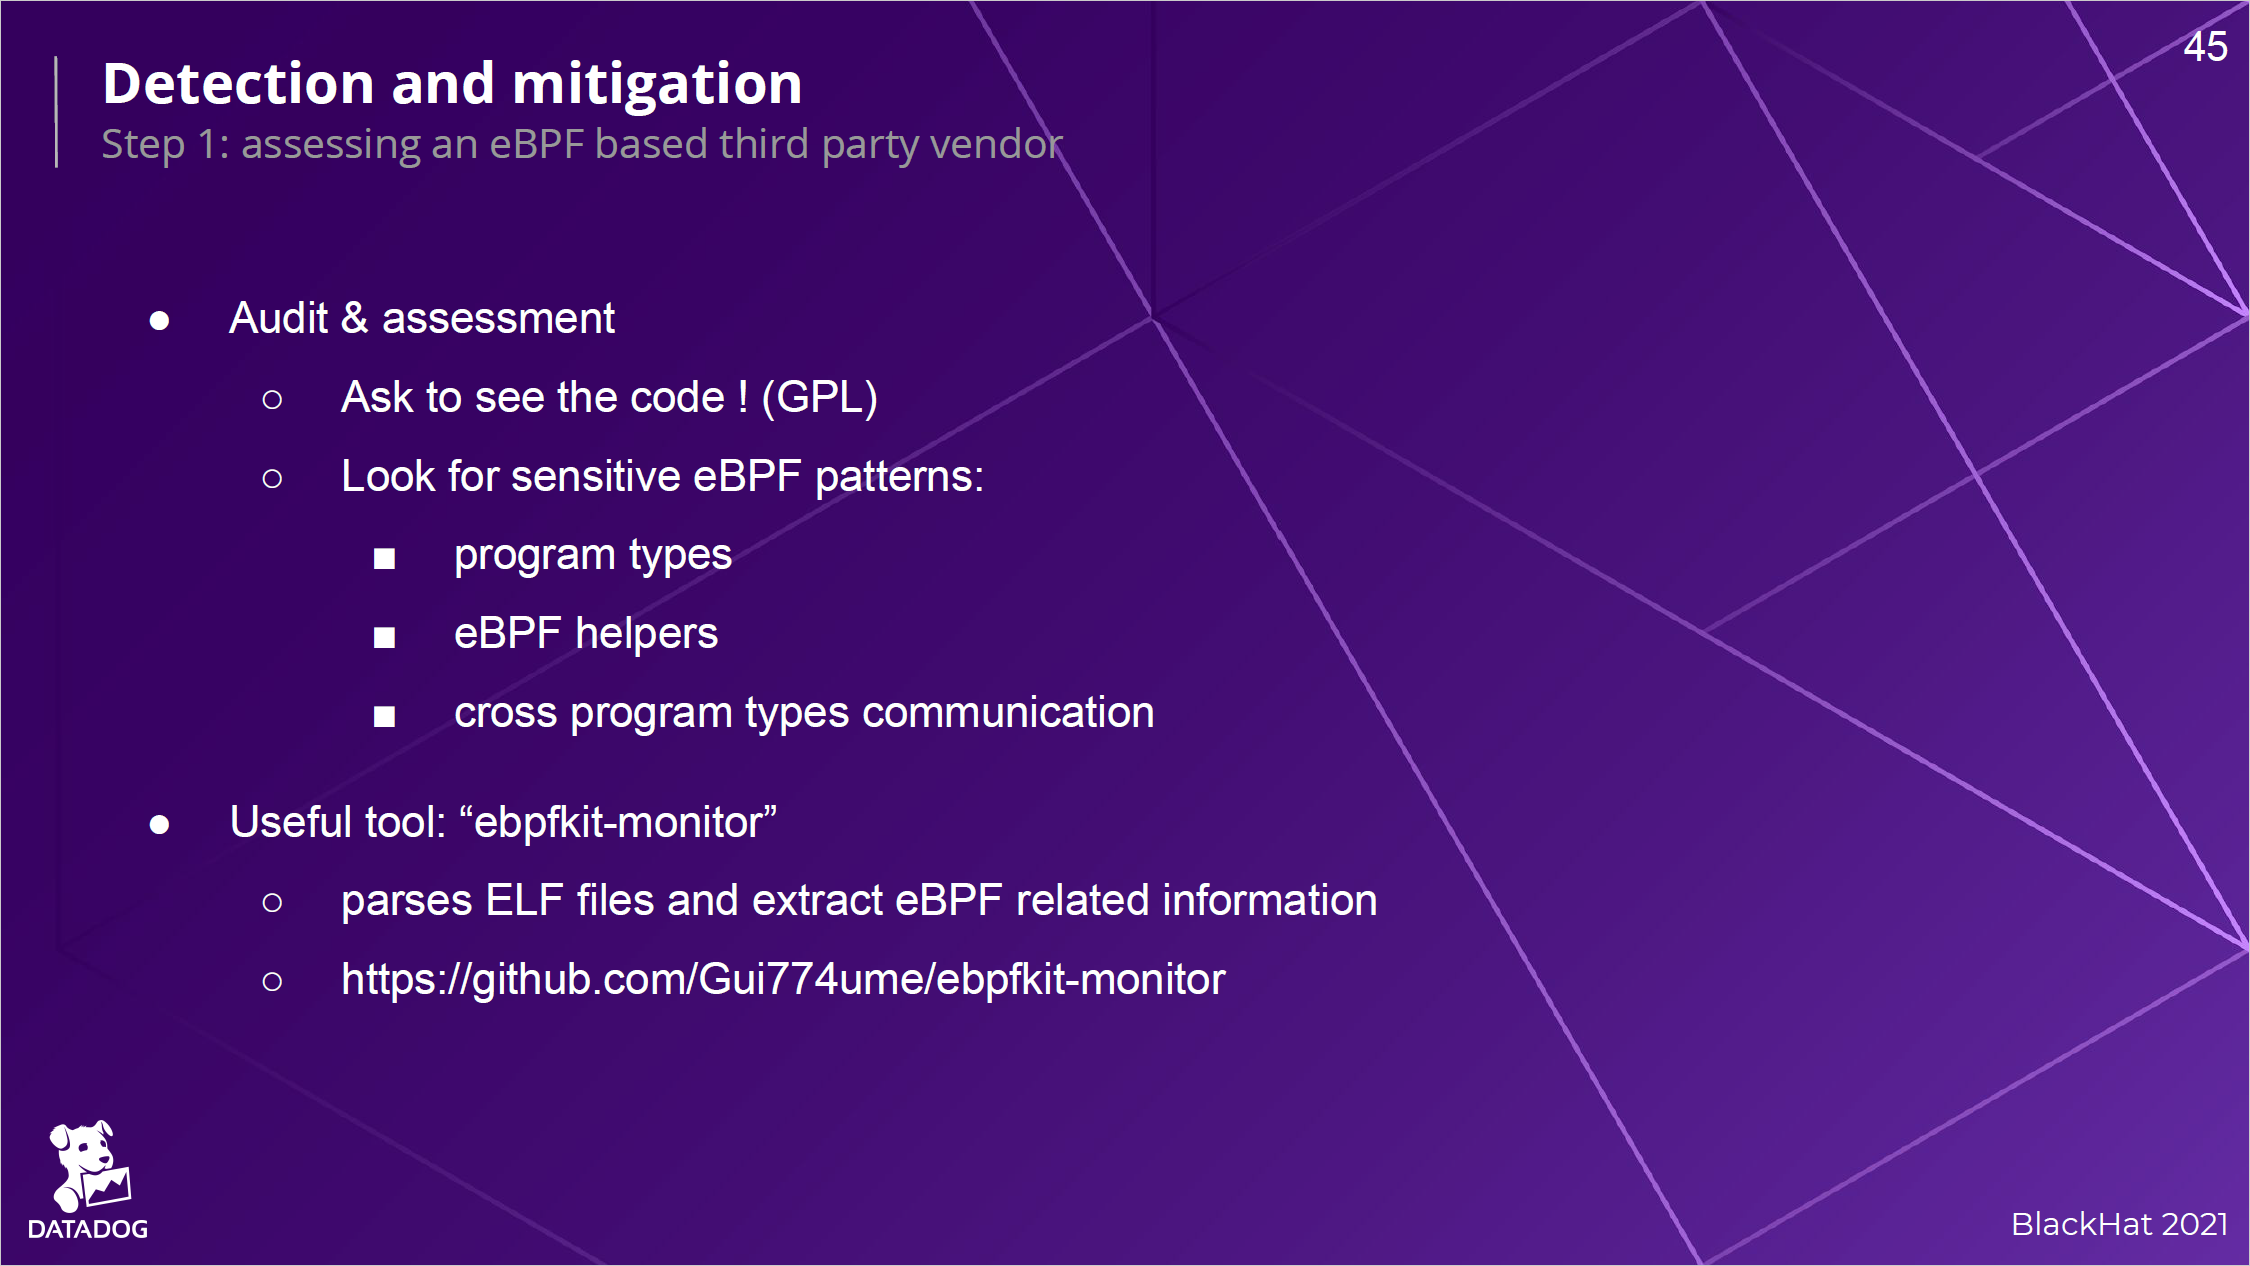 45
Detection and mitigation
Step 1: assessing an eBPF based third party vendor
● Audit & assessment
○ Ask to see the code ! (GPL)
○ Look for sensitive eBPF patterns:
■ program types
■ eBPF helpers
■ cross program types communication
● Useful tool: “ebpfkit-monitor”
○ parses ELF files and extract eBPF related information
○ https://github.com/Gui774ume/ebpfkit-monitor
DATADOG
BlackHat 2021